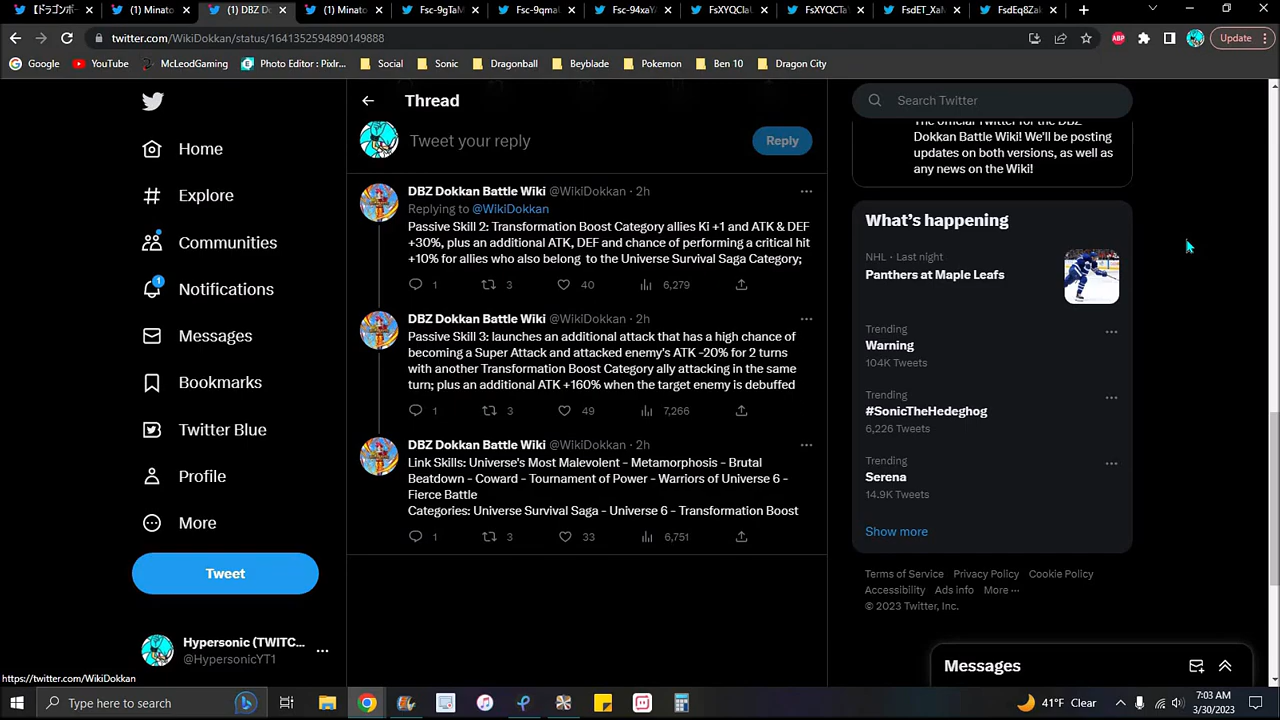 【ドラゴンボ
(1) Minato
(1) DBZ Do
(1) Minato
Fsc-9gTaM
Fsc-9qmaU
Fsc-94xaYA
FsXYQCIaU
FsXYQCTa
FsdET_XaM
FsdEq8Zak
twitter.com/WikiDokkan/status/1641352594890149888
ABP
Update
Google
YouTube
McLeodGaming
Photo Editor : Pixlr...
Social
Sonic
Dragonball
Beyblade
Pokemon
Ben 10
Dragon City
Home
Explore
Communities
1
Notifications
Messages
Bookmarks
Twitter Blue
Profile
More
Tweet
Hypersonic (TWITC...
@HypersonicYT1
https://twitter.com/WikiDokkan
Thread
Tweet your reply
Reply
DBZ Dokkan Battle Wiki @WikiDokkan · 2h
Replying to @WikiDokkan
Passive Skill 2: Transformation Boost Category allies Ki +1 and ATK & DEF
+30%, plus an additional ATK, DEF and chance of performing a critical hit
+10% for allies who also belong to the Universe Survival Saga Category;
1 3 40 6,279
DBZ Dokkan Battle Wiki @WikiDokkan · 2h
Passive Skill 3: launches an additional attack that has a high chance of
becoming a Super Attack and attacked enemy's ATK -20% for 2 turns
with another Transformation Boost Category ally attacking in the same
turn; plus an additional ATK +160% when the target enemy is debuffed
1 3 49 7,266
DBZ Dokkan Battle Wiki @WikiDokkan · 2h
Link Skills: Universe's Most Malevolent - Metamorphosis - Brutal
Beatdown - Coward - Tournament of Power - Warriors of Universe 6 -
Fierce Battle
Categories: Universe Survival Saga - Universe 6 - Transformation Boost
1 3 33 6,751
Search Twitter
The official Twitter for the DBZ
Dokkan Battle Wiki! We'll be posting
updates on both versions, as well as
any news on the Wiki!
What's happening
NHL · Last night
Panthers at Maple Leafs
Trending
Warning
104K Tweets
Trending
#SonicTheHedeghog
6,226 Tweets
Trending
Serena
14.9K Tweets
Show more
Terms of Service Privacy Policy Cookie Policy
Accessibility Ads info More ···
© 2023 Twitter, Inc.
Messages
Type here to search
41°F Clear
7:03 AM
3/30/2023